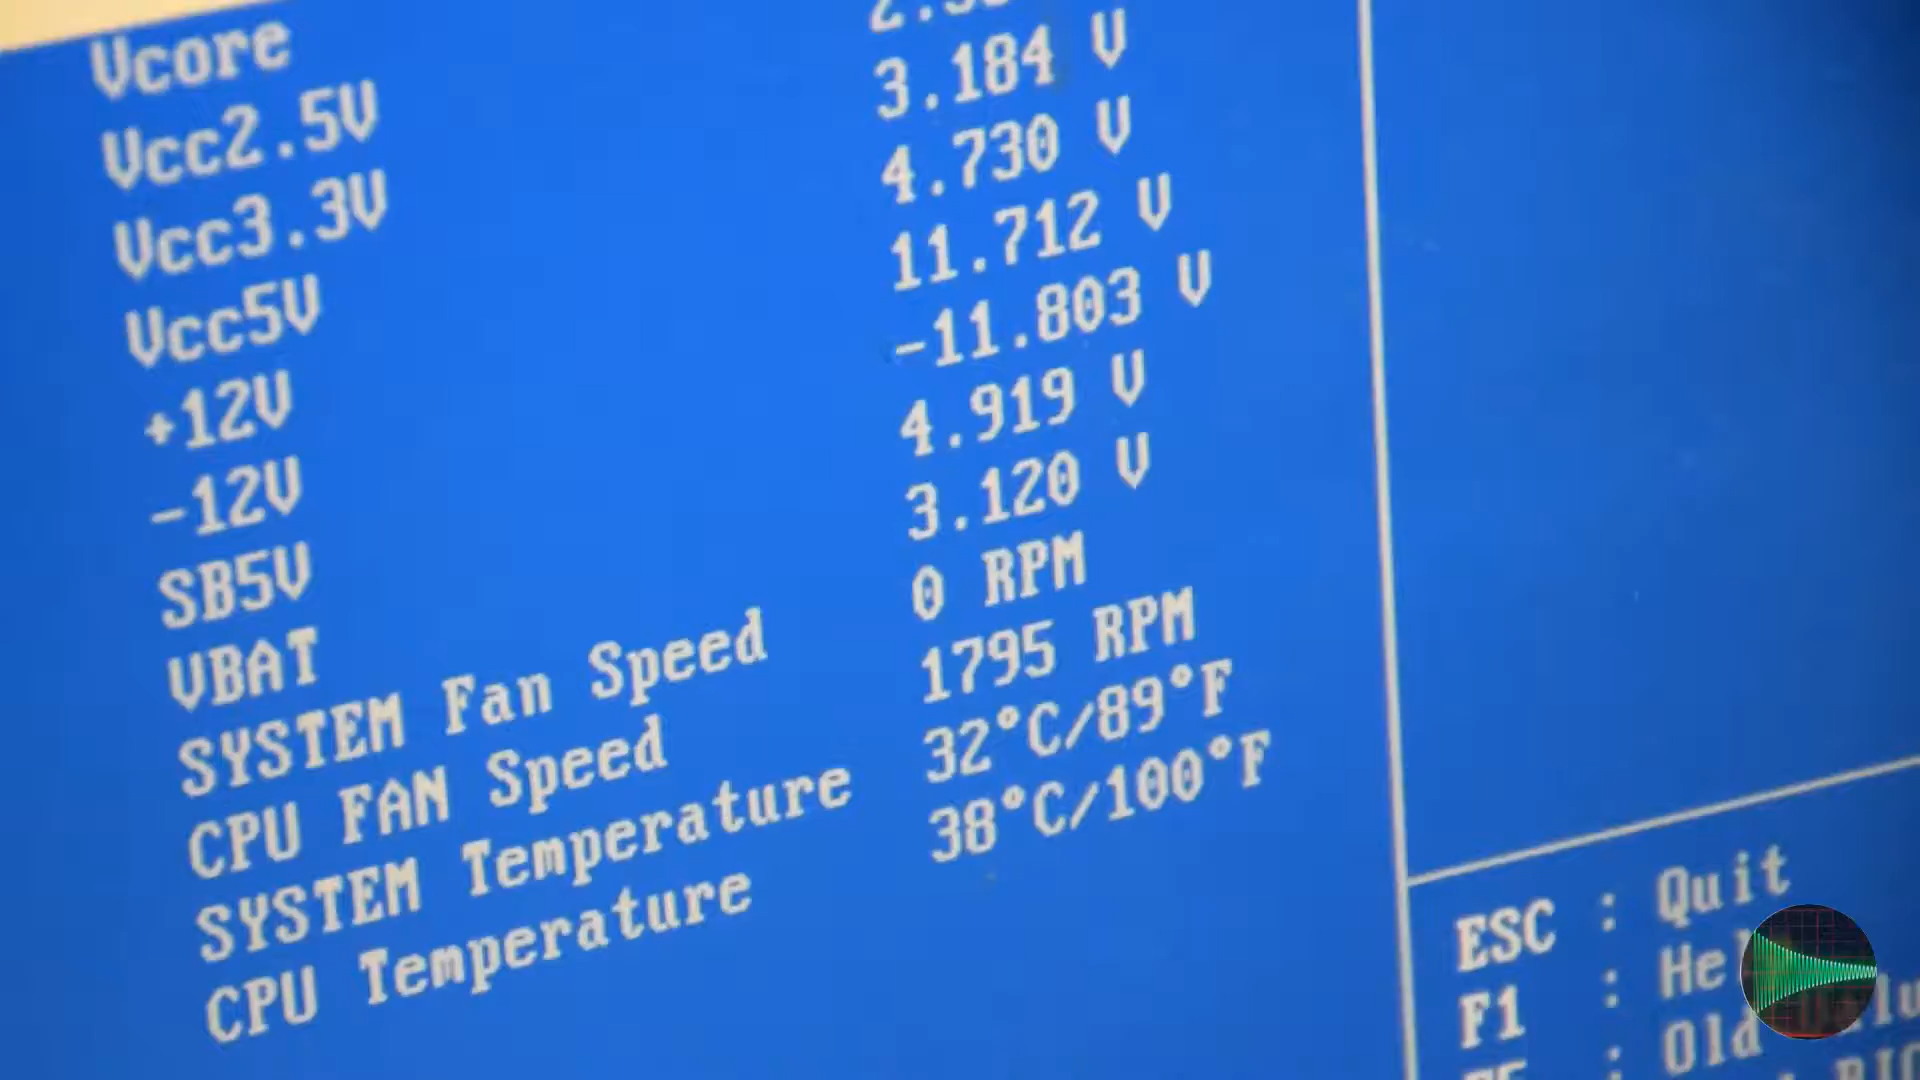 Vcore
Vcc2.5V
Vcc3.3V 3.184 V
Vcc5V 4.730 V
+12V 11.712 V
-12V -11.803 V
SB5V 4.919 V
VBAT 3.120 V
SYSTEM Fan Speed 0 RPM
CPU FAN Speed 1795 RPM
SYSTEM Temperature 32°C/89°F
CPU Temperature 38°C/100°F
ESC : Quit
F1 :
: Old